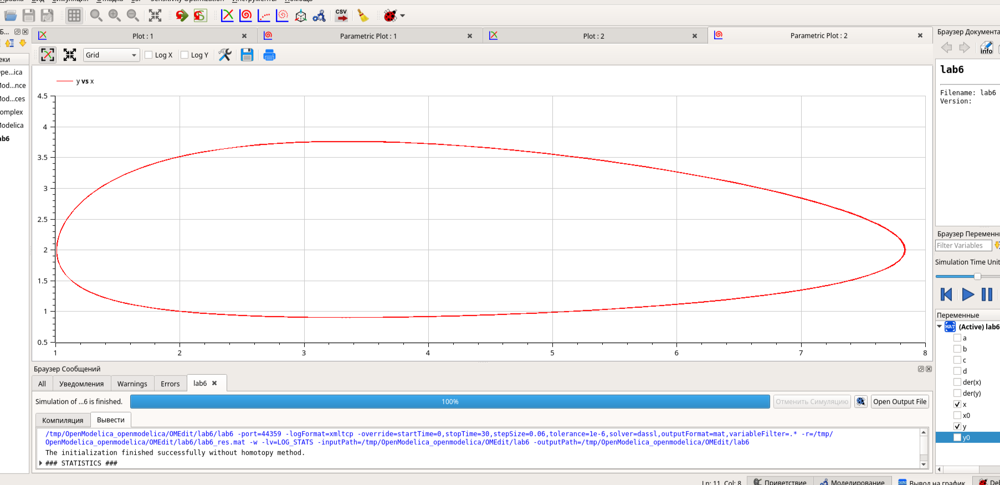 CSV
Б...
Plot : 1
Parametric Plot : 1
Plot : 2
Parametric Plot : 2
Браузер Документа
Grid
Log X
Log Y
info
еки
Ope...ica
Mod...nce
Mod...ces
omplex
Modelica
ab6
lab6
Filename: lab6
Version:
y vs x
4.5
4
3.5
3
2.5
2
1.5
1
0.5
1
2
3
4
5
6
7
8
Браузер Переменн
Filter Variables
Simulation Time Unit
Переменные
MAT
(Active) lab6
a
b
c
d
der(x)
der(y)
x
x0
y
y0
Браузер Сообщений
All
Уведомления
Warnings
Errors
lab6
Simulation of ...6 is finished.
100%
Отменить Симуляцию
Open Output File
Компиляция
Вывести
/tmp/OpenModelica_openmodelica/OMEdit/lab6/lab6 -port=44359 -logFormat=xmltcp -override=startTime=0,stopTime=30,stepSize=0.06,tolerance=1e-6,solver=dassl,outputFormat=mat,variableFilter=.* -r=/tmp/
OpenModelica_openmodelica/OMEdit/lab6/lab6_res.mat -w -lv=LOG_STATS -inputPath=/tmp/OpenModelica_openmodelica/OMEdit/lab6 -outputPath=/tmp/OpenModelica_openmodelica/OMEdit/lab6
The initialization finished successfully without homotopy method.
### STATISTICS ###
Ln: 11, Col: 8
Приветствие
Моделирование
Вывод на график